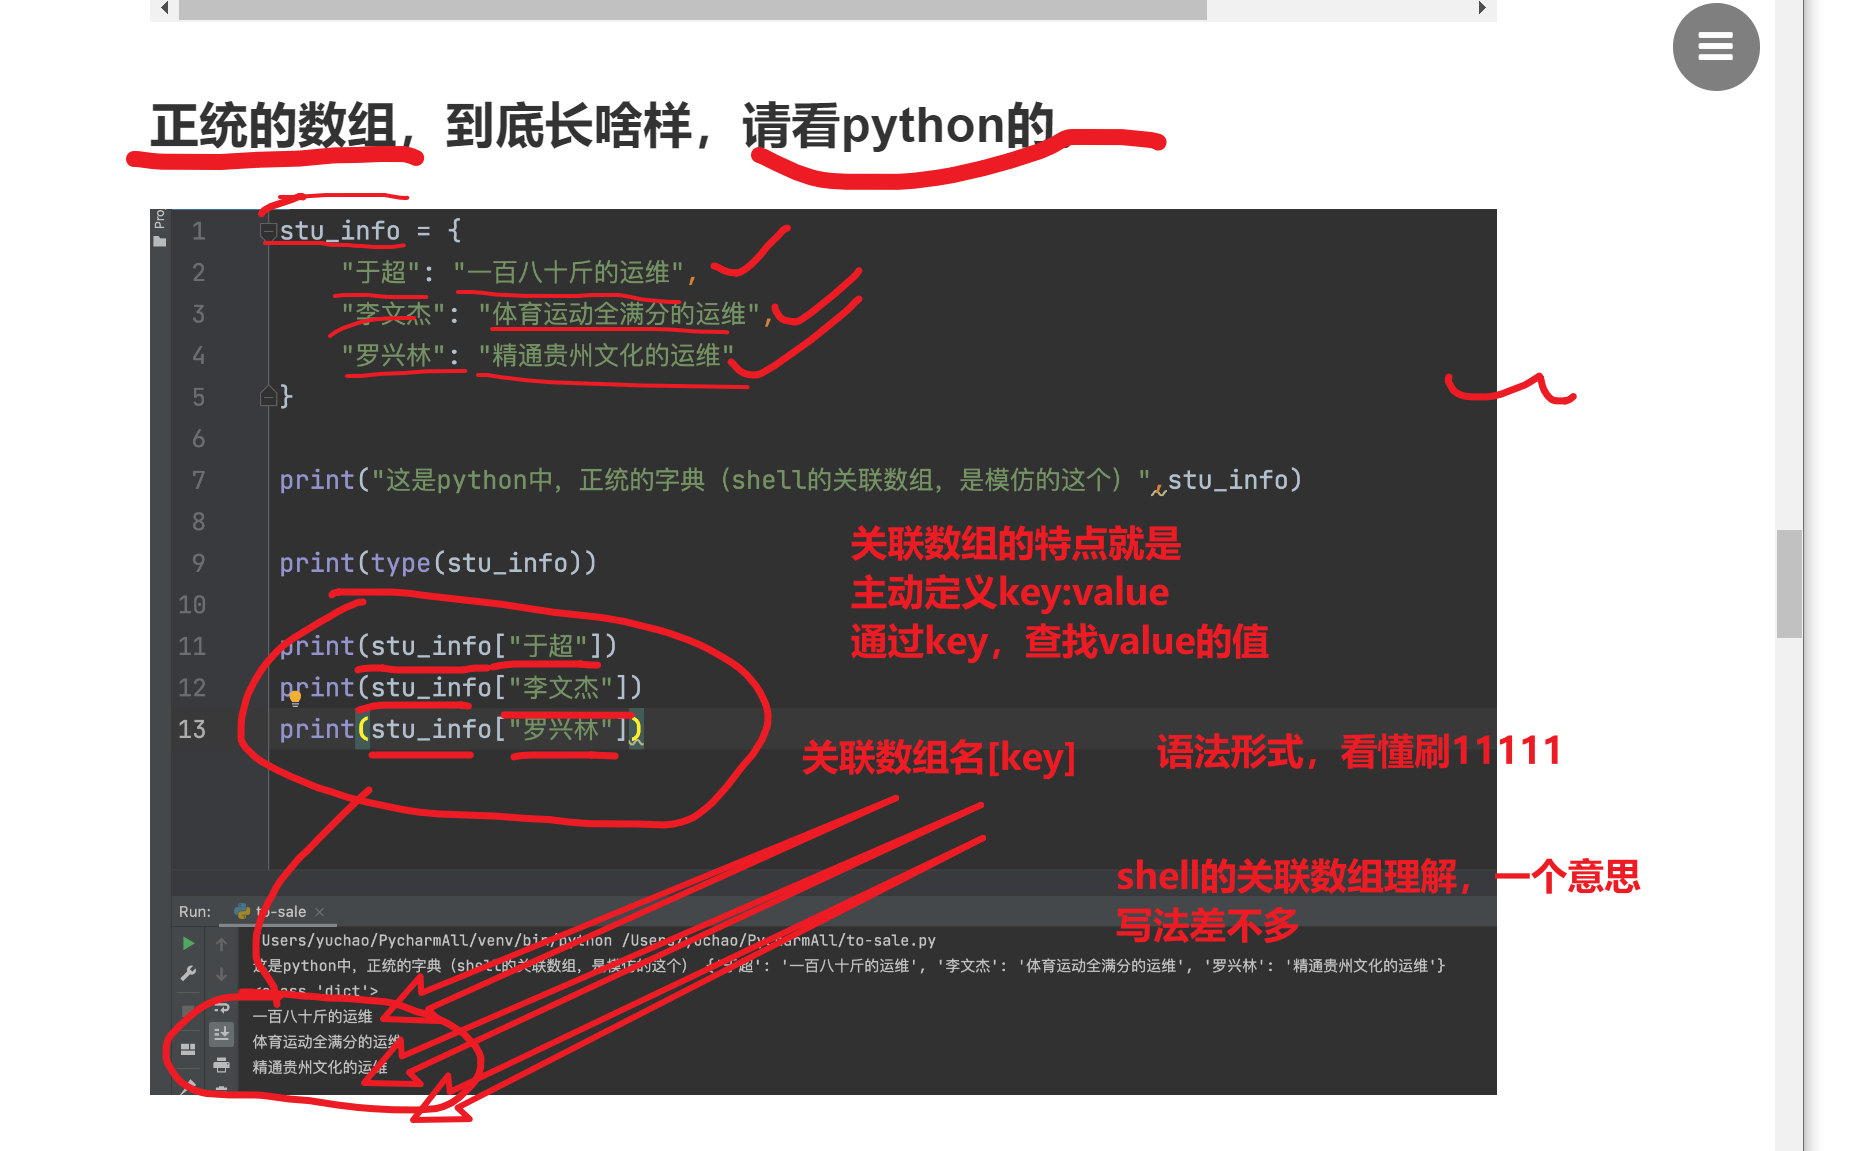 正统的数组，到底长啥样，请看python的
Pro
1 stu_info = {
2 "于超": "一百八十斤的运维",
3 "李文杰": "体育运动全满分的运维",
4 "罗兴林": "精通贵州文化的运维"
5 }
6
7 print("这是python中，正统的字典（shell的关联数组，是模仿的这个）",stu_info)
8
9 print(type(stu_info))
10
11 print(stu_info["于超"])
12 print(stu_info["李文杰"])
13 print(stu_info["罗兴林"])
关联数组的特点就是
主动定义key:value
通过key，查找value的值
关联数组名[key]
语法形式，看懂刷11111
shell的关联数组理解，一个意思
写法差不多
Run: to-sale
/Users/yuchao/PycharmAll/venv/bin/python /Users/yuchao/PycharmAll/to-sale.py
这是python中，正统的字典（shell的关联数组，是模仿的这个） {'于超': '一百八十斤的运维', '李文杰': '体育运动全满分的运维', '罗兴林': '精通贵州文化的运维'}
<class 'dict'>
一百八十斤的运维
体育运动全满分的运维
精通贵州文化的运维